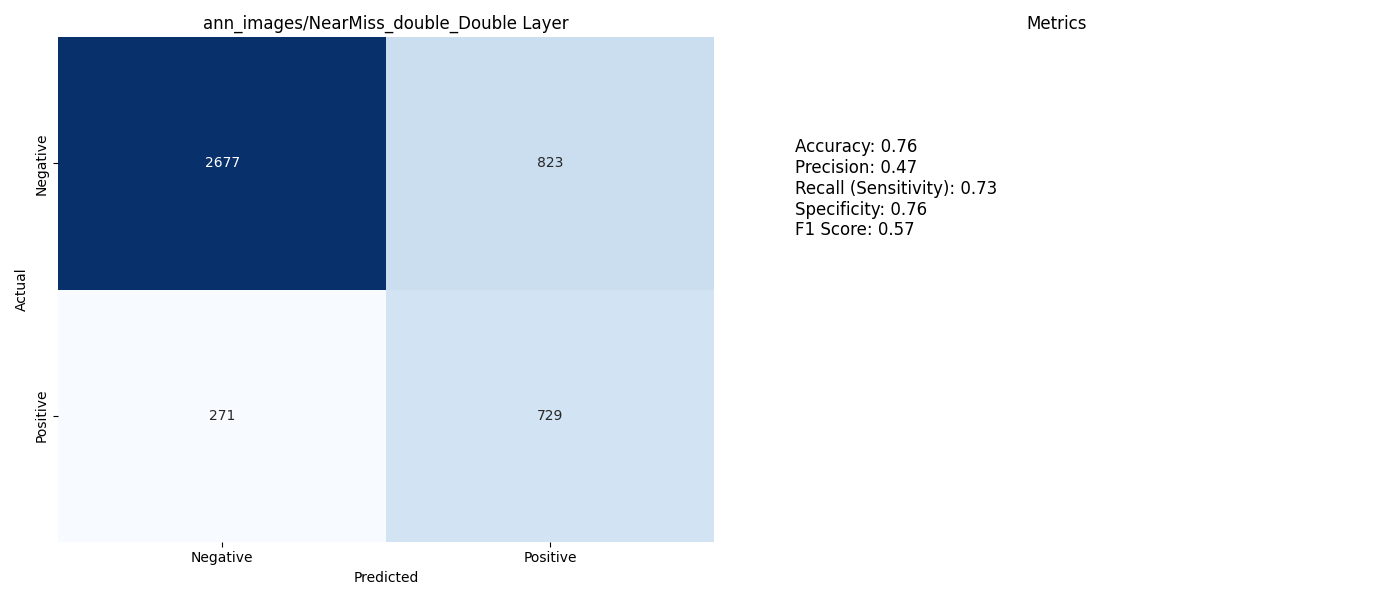 ann_images/NearMiss_double_Double Layer
Negative
2677
823
Actual
Positive
271
729
Negative
Positive
Predicted
Metrics
Accuracy: 0.76
Precision: 0.47
Recall (Sensitivity): 0.73
Specificity: 0.76
F1 Score: 0.57